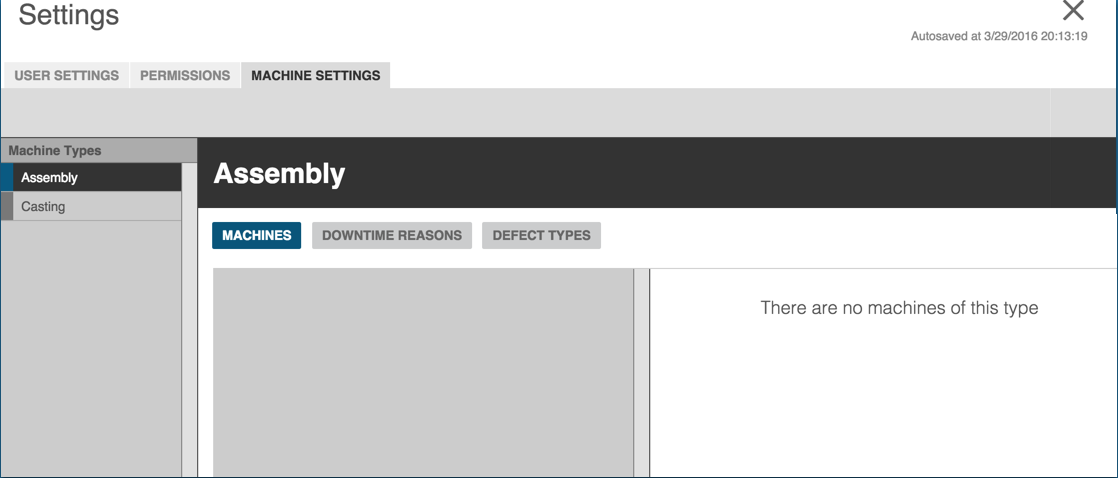 Settings
Autosaved at 3/29/2016 20:13:19
USER SETTINGS PERMISSIONS MACHINE SETTINGS
Machine Types
Assembly
Casting
Assembly
MACHINES DOWNTIME REASONS DEFECT TYPES
There are no machines of this type